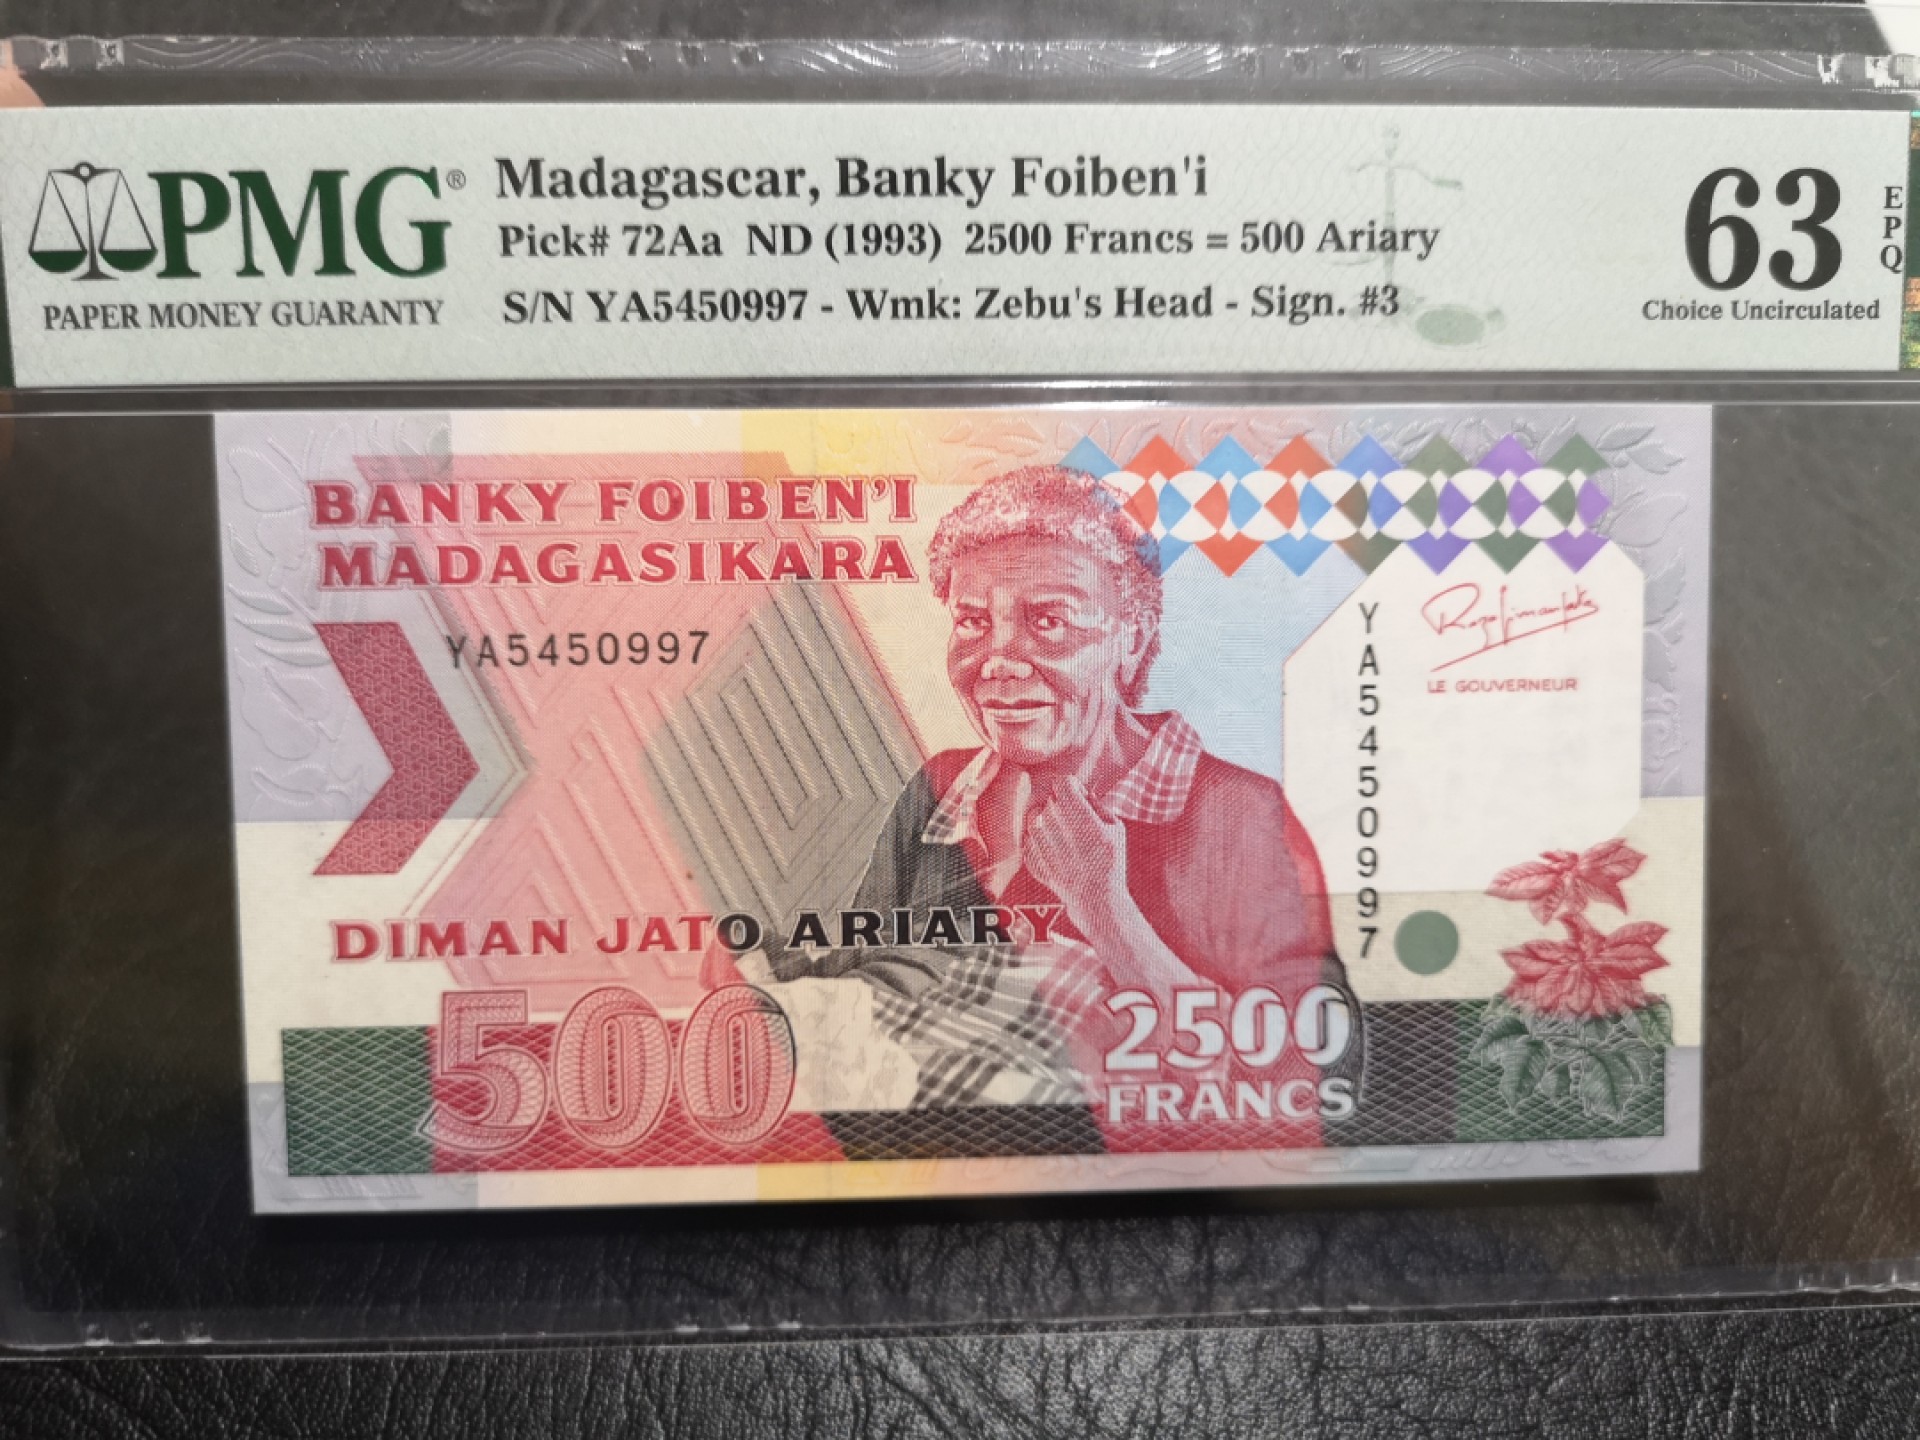 PMG®
PAPER MONEY GUARANTY
Madagascar, Banky Foiben'i
Pick# 72Aa ND (1993) 2500 Francs = 500 Ariary
S/N YA5450997 - Wmk: Zebu's Head - Sign. #3
63
EPQ
Choice Uncirculated
BANKY FOIBEN'I
MADAGASIKARA
YA5450997
LE GOUVERNEUR
YA5450997
DIMAN JATO ARIARY
500
2500
FRANCS